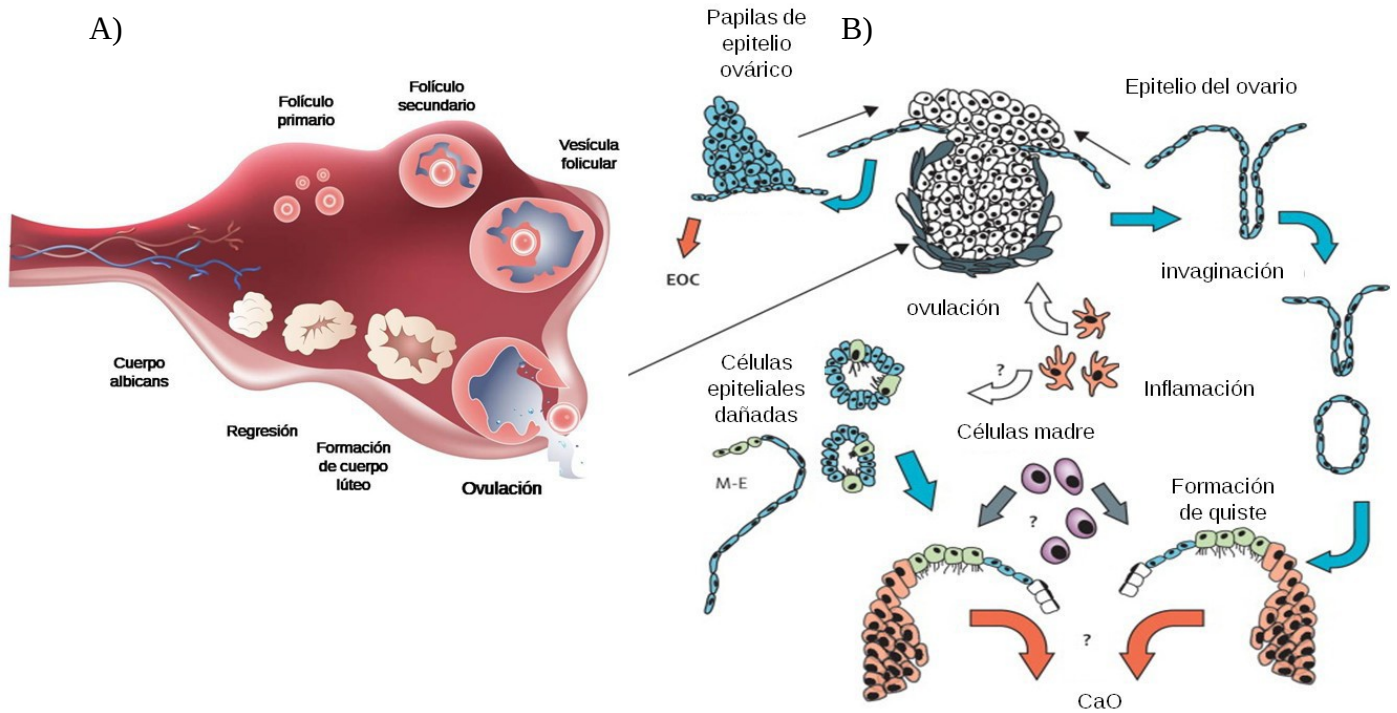 A)
Folículo
primario
Folículo
secundario
Vesícula
folicular
Cuerpo
albicans
Regresión
Formación
de cuerpo
lúteo
Ovulación
B)
Papilas de
epitelio
ovárico
Epitelio del ovario
EOC
invaginación
ovulación
Células
epiteliales
dañadas
?
Inflamación
Células madre
M-E
?
Formación
de quiste
?
CaO